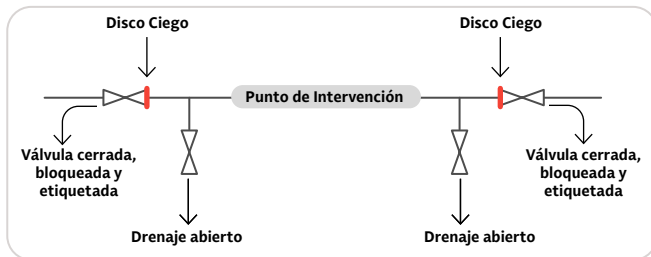 Disco Ciego
Disco Ciego
Punto de Intervención
Válvula cerrada,
bloqueada y
etiquetada
Válvula cerrada,
bloqueada y
etiquetada
Drenaje abierto
Drenaje abierto